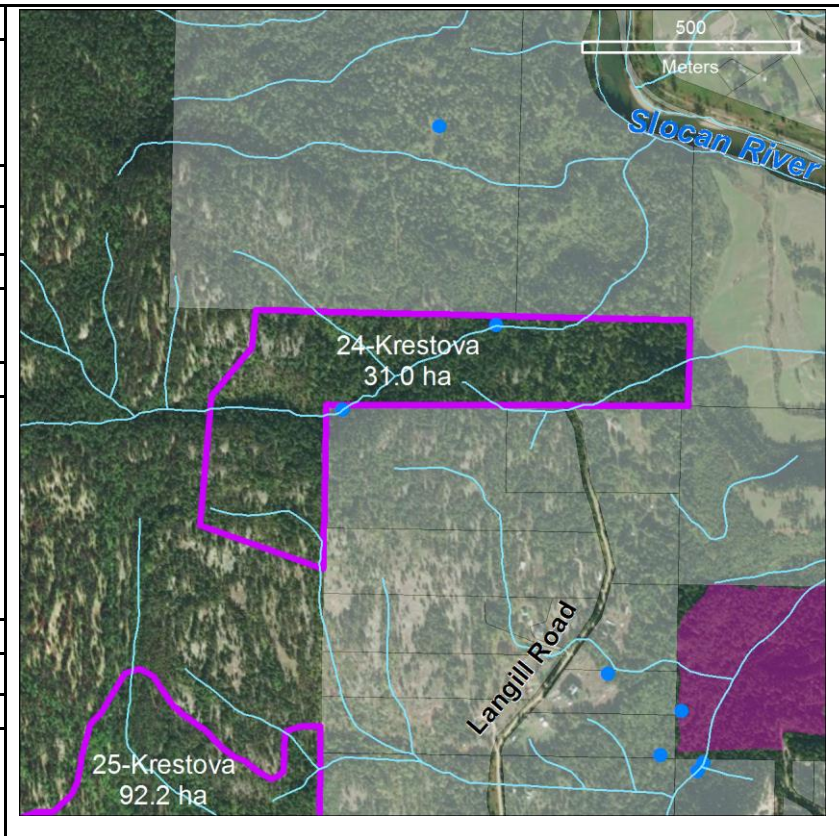 500
Meters
Slocan River
24-Krestova
31.0 ha
Langill Road
25-Krestova
92.2 ha